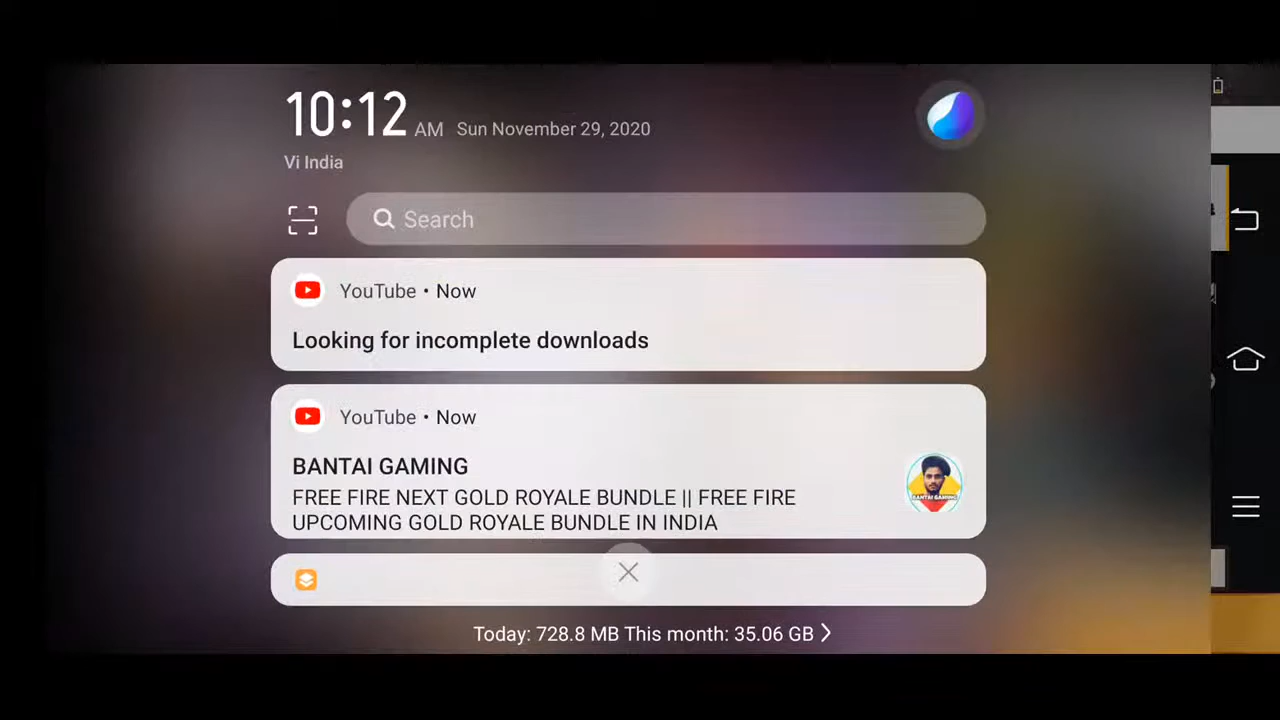 10:12 AM Sun November 29, 2020
Vi India
Search
YouTube • Now
Looking for incomplete downloads
YouTube • Now
BANTAI GAMING
FREE FIRE NEXT GOLD ROYALE BUNDLE || FREE FIRE
UPCOMING GOLD ROYALE BUNDLE IN INDIA
BANTAI GAMING
Today: 728.8 MB This month: 35.06 GB